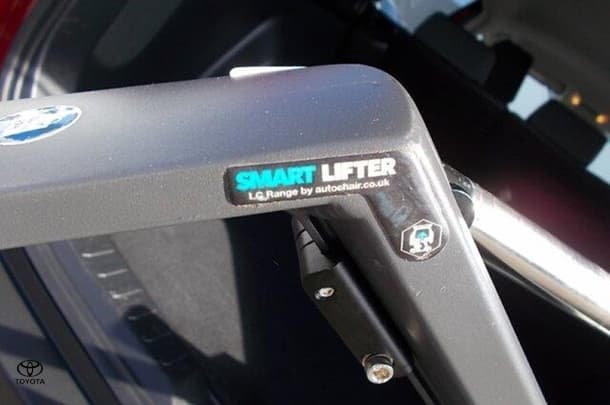 SMART LIFTER
LC Range by autochair.co.uk
TOYOTA